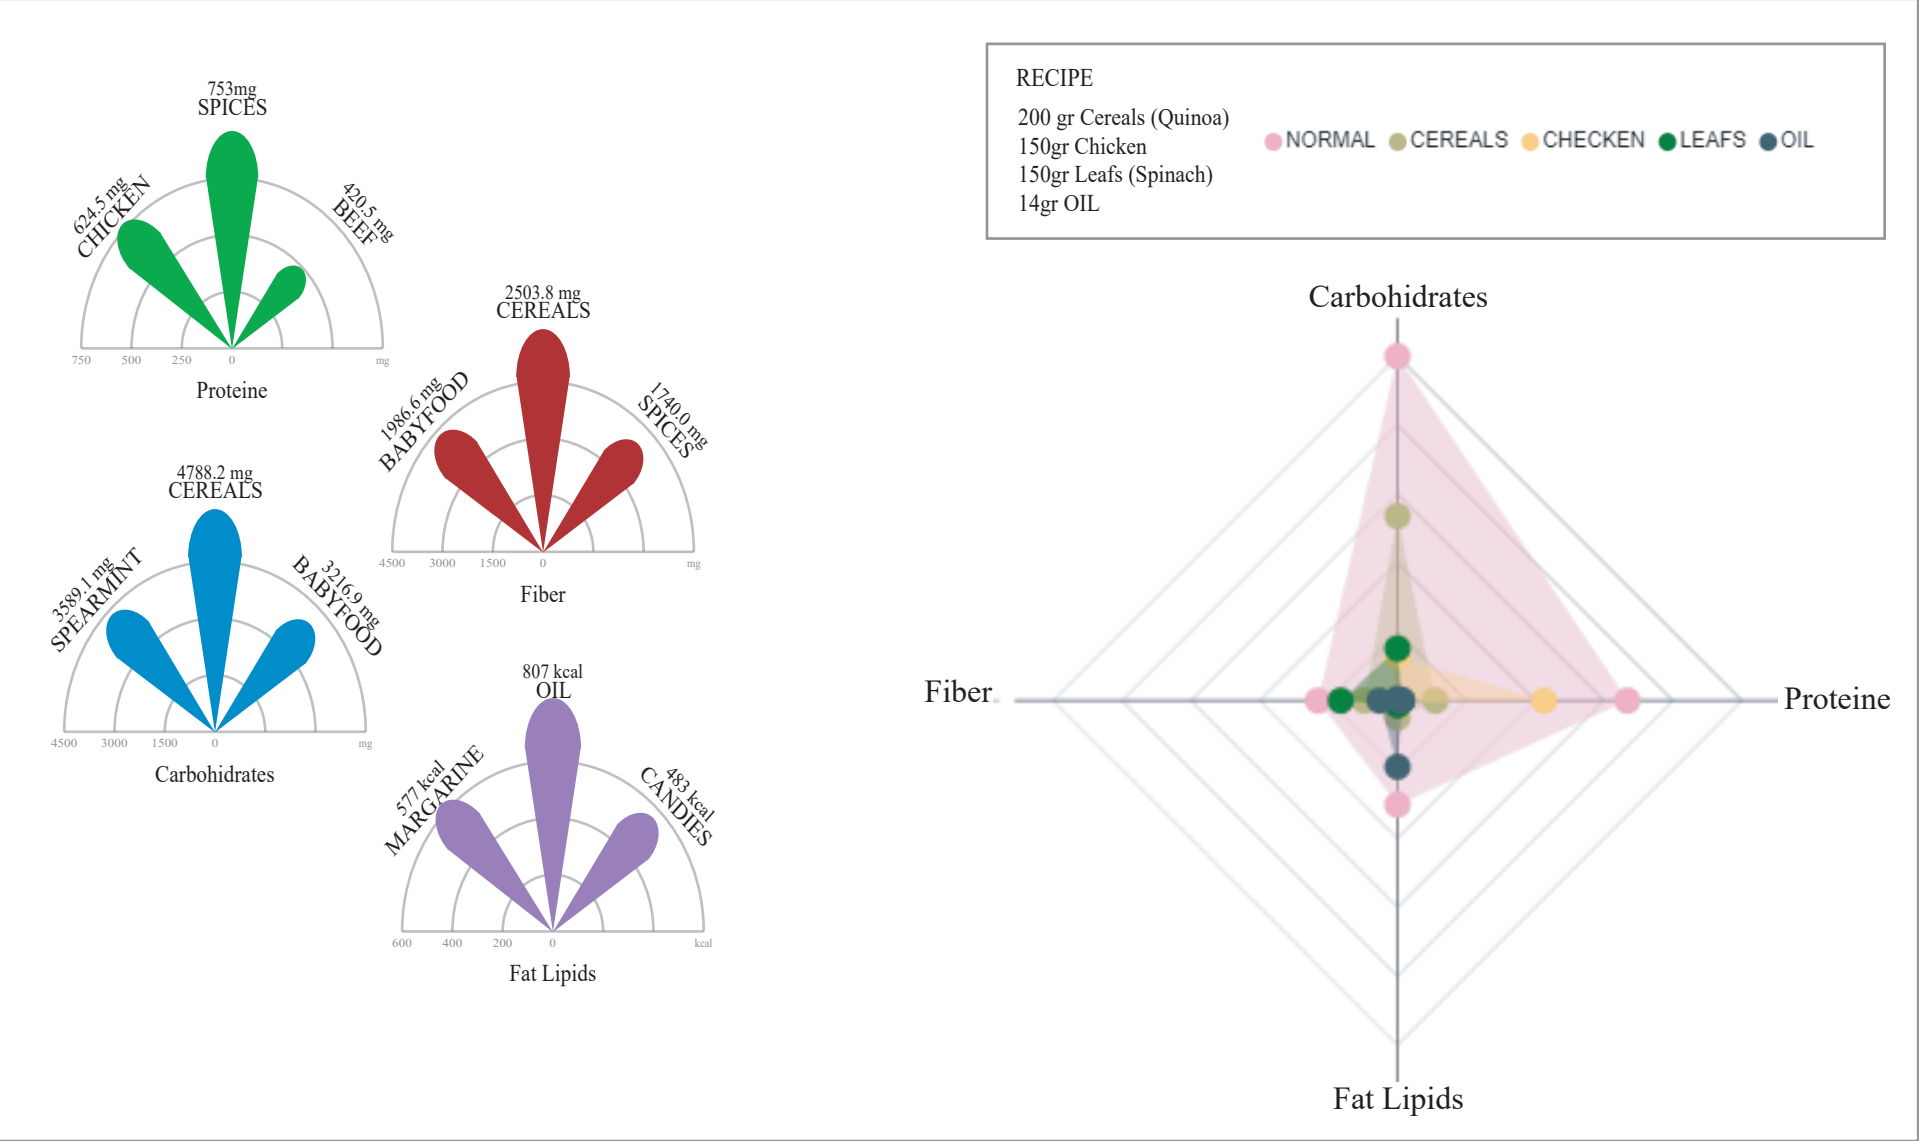 753mg
SPICES
624.5 mg
CHICKEN
420.5 mg
BEEF
750 500 250 0 mg
Proteine
2503.8 mg
CEREALS
1986.6 mg
BABYFOOD
1740.0 mg
SPICES
4500 3000 1500 0 mg
Fiber
4788.2 mg
CEREALS
3589.1 mg
SPEARMINT
3216.9 mg
BABYFOOD
4500 3000 1500 0 mg
Carbohidrates
807 kcal
OIL
577 kcal
MARGARINE
483 kcal
CANDIES
600 400 200 0 kcal
Fat Lipids
RECIPE
200 gr Cereals (Quinoa)
150gr Chicken
150gr Leafs (Spinach)
14gr OIL
NORMAL CEREALS CHECKEN LEAFS OIL
Carbohidrates
Fiber
Proteine
Fat Lipids